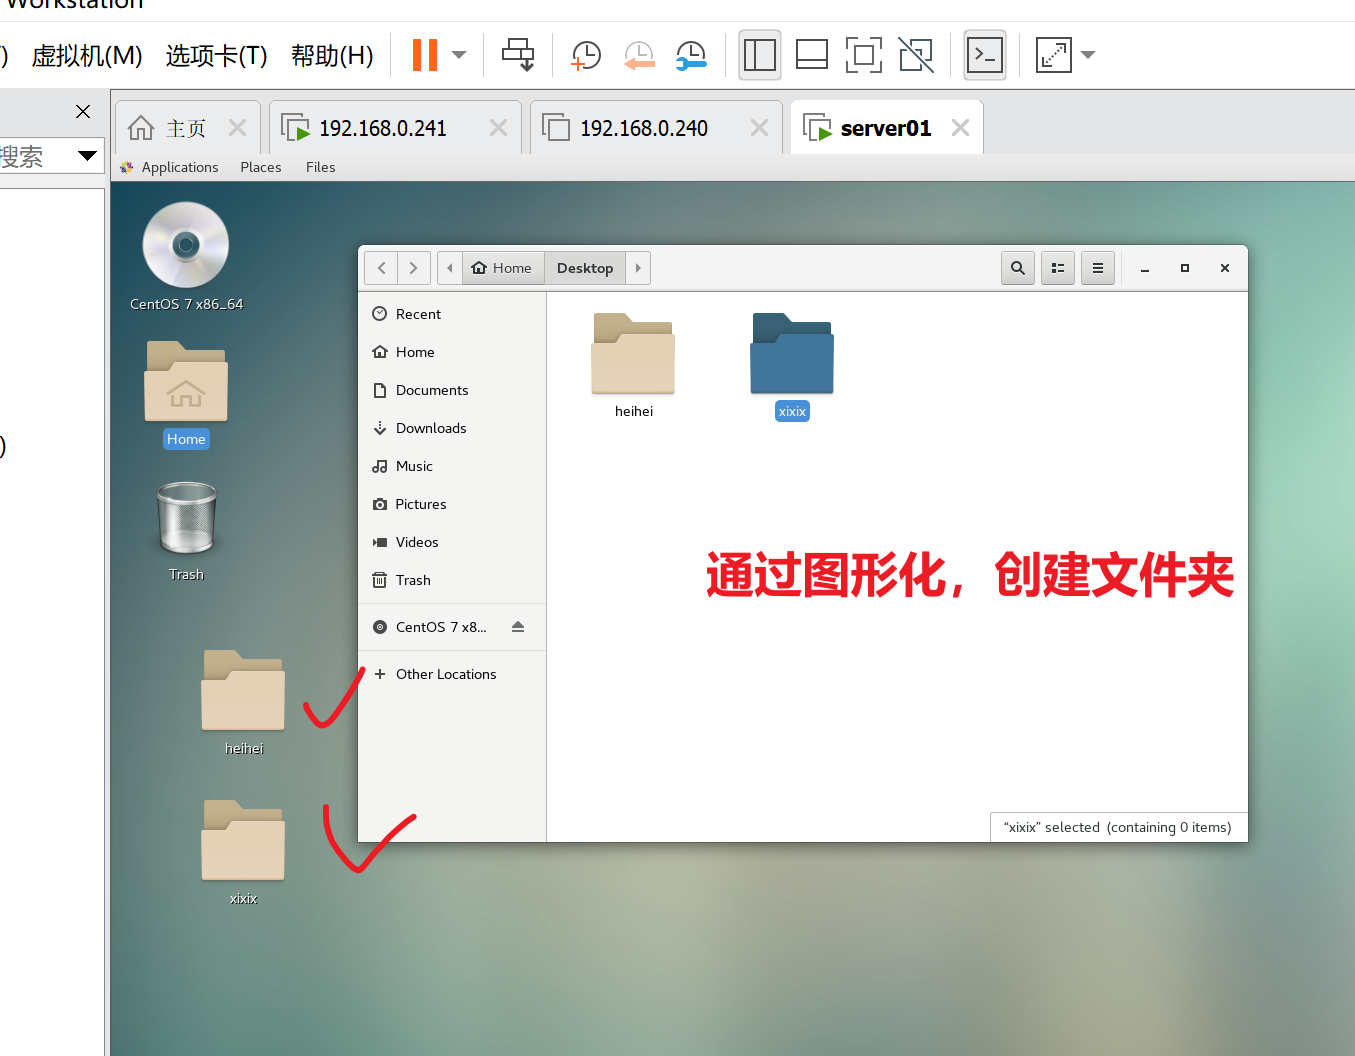 Workstation
) 虚拟机(M) 选项卡(T) 帮助(H)
主页 192.168.0.241 192.168.0.240 server01
搜索
Applications Places Files
CentOS 7 x86_64
Home
Trash
heihei
xixix
Home Desktop
Recent
Home
Documents
Downloads
Music
Pictures
Videos
Trash
CentOS 7 x8...
Other Locations
heihei xixix
通过图形化，创建文件夹
“xixix” selected (containing 0 items)
)